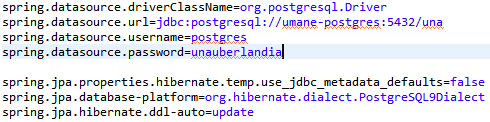 spring.datasource.driverClassName=org.postgresql.Driver
spring.datasource.url=jdbc:postgresql://umane-postgres:5432/una
spring.datasource.username=postgres
spring.datasource.password=unauberlandia
spring.jpa.properties.hibernate.temp.use_jdbc_metadata_defaults=false
spring.jpa.database-platform=org.hibernate.dialect.PostgreSQL9Dialect
spring.jpa.hibernate.ddl-auto=update